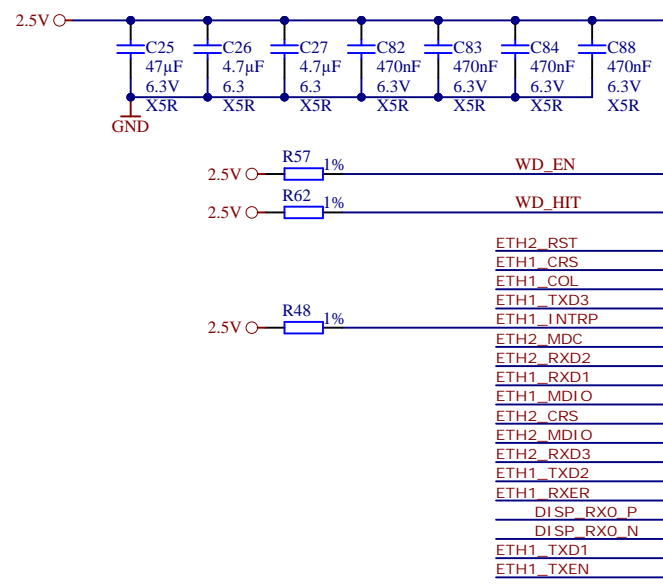 2.5V
C25 C26 C27 C82 C83 C84 C88
47µF 4.7µF 4.7µF 470nF 470nF 470nF 470nF
6.3V 6.3 6.3 6.3V 6.3V 6.3V 6.3V
X5R X5R X5R X5R X5R X5R X5R
GND
R57
2.5V 1% WD_EN
R62
2.5V 1% WD_HIT
ETH2_RST
ETH1_CRS
ETH1_COL
ETH1_TXD3
R48
2.5V 1% ETH1_INTRP
ETH2_MDC
ETH2_RXD2
ETH1_RXD1
ETH1_MDIO
ETH2_CRS
ETH2_MDIO
ETH2_RXD3
ETH1_TXD2
ETH1_RXER
DISP_RX0_P
DISP_RX0_N
ETH1_TXD1
ETH1_TXEN